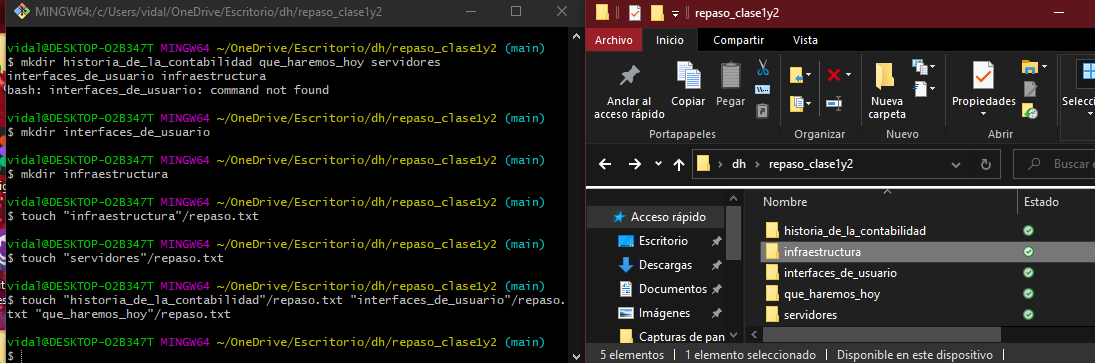 MINGW64:/c/Users/vidal/OneDrive/Escritorio/dh/repaso_clase1y2
vidal@DESKTOP-O2B347T MINGW64 ~/OneDrive/Escritorio/dh/repaso_clase1y2 (main)
$ mkdir historia_de_la_contabilidad que_haremos_hoy servidores
interfaces_de_usuario infraestructura
bash: interfaces_de_usuario: command not found
vidal@DESKTOP-O2B347T MINGW64 ~/OneDrive/Escritorio/dh/repaso_clase1y2 (main)
$ mkdir interfaces_de_usuario
vidal@DESKTOP-O2B347T MINGW64 ~/OneDrive/Escritorio/dh/repaso_clase1y2 (main)
$ mkdir infraestructura
vidal@DESKTOP-O2B347T MINGW64 ~/OneDrive/Escritorio/dh/repaso_clase1y2 (main)
$ touch "infraestructura"/repaso.txt
vidal@DESKTOP-O2B347T MINGW64 ~/OneDrive/Escritorio/dh/repaso_clase1y2 (main)
$ touch "servidores"/repaso.txt
vidal@DESKTOP-O2B347T MINGW64 ~/OneDrive/Escritorio/dh/repaso_clase1y2 (main)
$ touch "historia_de_la_contabilidad"/repaso.txt "interfaces_de_usuario"/repaso.
txt "que_haremos_hoy"/repaso.txt
vidal@DESKTOP-O2B347T MINGW64 ~/OneDrive/Escritorio/dh/repaso_clase1y2 (main)
$
repaso_clase1y2
Archivo Inicio Compartir Vista
Anclar al acceso rápido
Copiar
Pegar
Nueva carpeta
Propiedades
Selecci
Portapapeles Organizar Nuevo Abrir
dh repaso_clase1y2
Buscar e
Acceso rápido
Escritorio
Descargas
Documentos
Imágenes
Capturas de pan
Nombre Estado
historia_de_la_contabilidad
infraestructura
interfaces_de_usuario
que_haremos_hoy
servidores
5 elementos 1 elemento seleccionado Disponible en este dispositivo